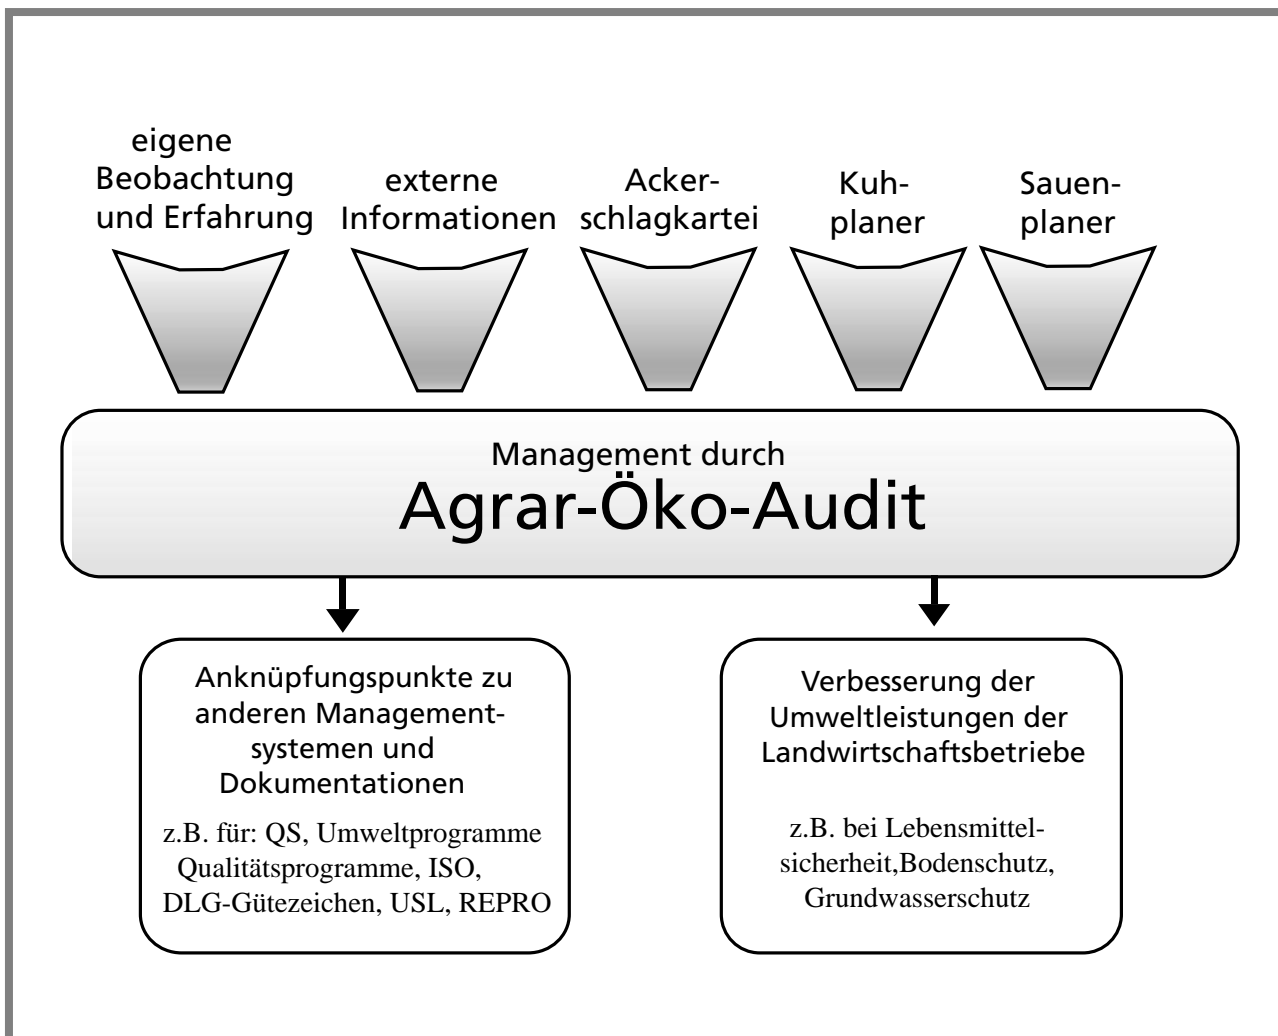 eigene
Beobachtung
und Erfahrung
externe
Informationen
Acker-
schlagkartei
Kuh-
planer
Sauen-
planer
Management durch
Agrar-Öko-Audit
Anknüpfungspunkte zu
anderen Management-
systemen und
Dokumentationen
z.B. für: QS, Umweltprogramme
Qualitätsprogramme, ISO,
DLG-Gütezeichen, USL, REPRO
Verbesserung der
Umweltleistungen der
Landwirtschaftsbetriebe
z.B. bei Lebensmittel-
sicherheit,Bodenschutz,
Grundwasserschutz